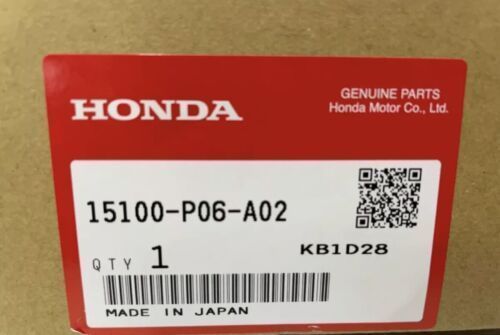 HONDA
GENUINE PARTS
Honda Motor Co., Ltd.
15100-P06-A02
QTY 1
KB1D28
MADE IN JAPAN